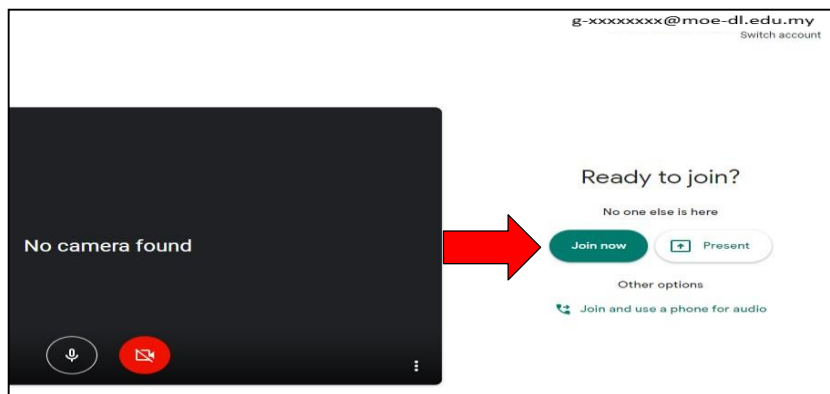 g-xxxxxxxx@moe-dl.edu.my
Switch account
No camera found
Ready to join?
No one else is here
Join now
Present
Other options
Join and use a phone for audio